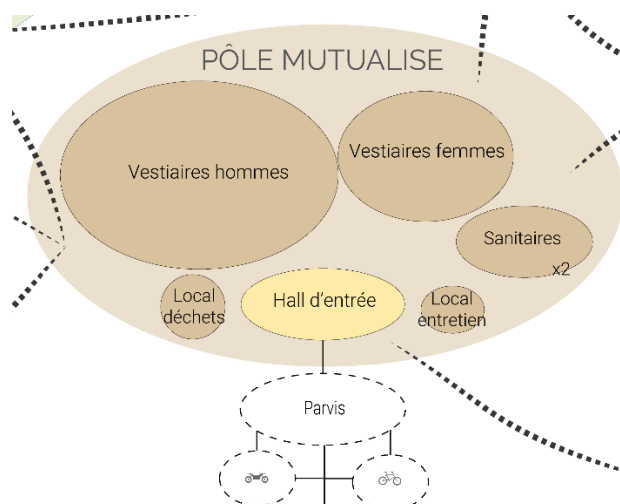 PÔLE MUTUALISE
Vestiaires femmes
Vestiaires hommes
Sanitaires
x2
Local
déchets
Hall d'entrée
Local
entretien
Parvis